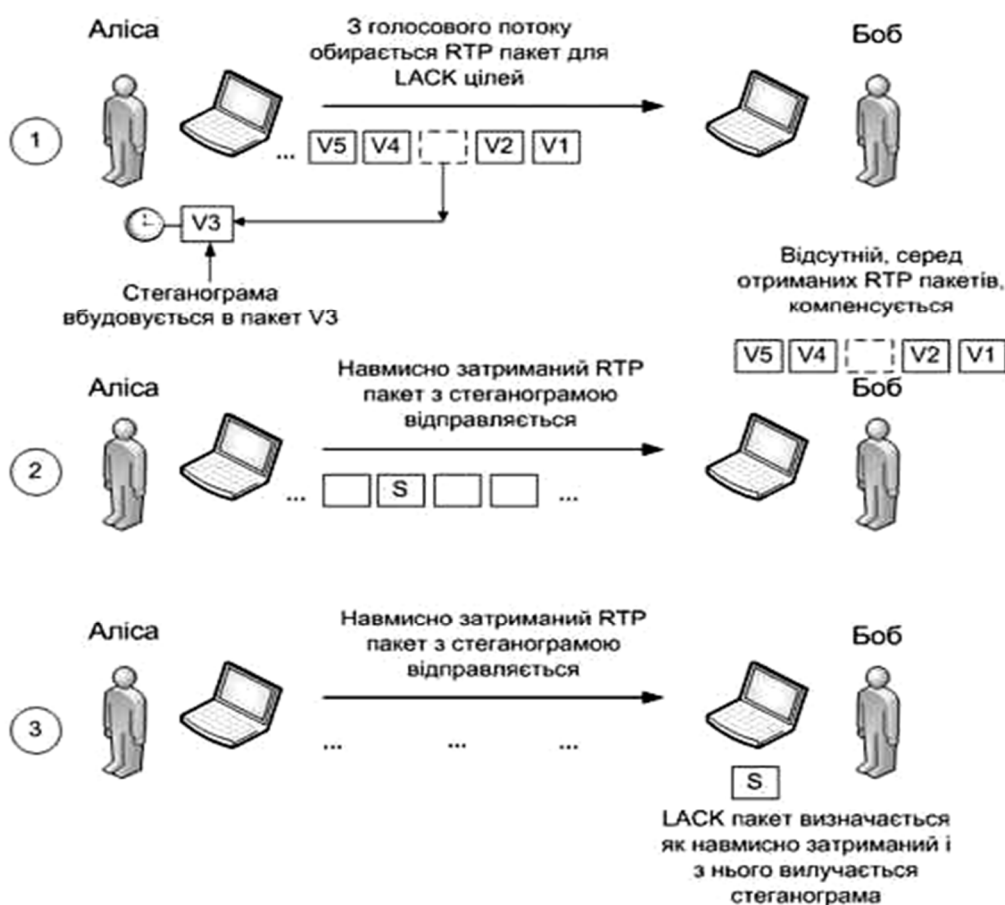 Аліса
З голосового потоку
обирається RTP пакет для
LACK цілей
Боб
1
... V5 V4 V2 V1
V3
Стеганограма
вбудовується в пакет V3
Відсутній, серед
отриманих RTP пакетів,
компенсується
V5 V4 V2 V1
Аліса
Навмисно затриманий RTP
пакет з стеганограмою
відправляється
Боб
2
... S ...
Аліса
Навмисно затриманий RTP
пакет з стеганограмою
відправляється
Боб
3
... ... ...
S
LACK пакет визначається
як навмисно затриманий і
з нього вилучається
стеганограма